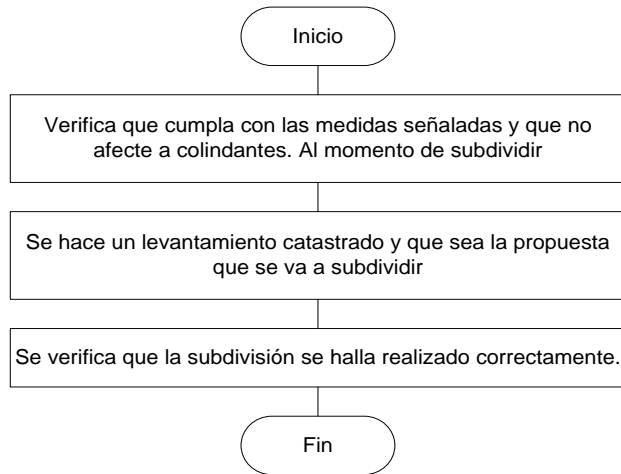 Inicio
Verifica que cumpla con las medidas señaladas y que no
afecte a colindantes. Al momento de subdividir
Se hace un levantamiento catastrado y que sea la propuesta
que se va a subdividir
Se verifica que la subdivisión se halla realizado correctamente.
Fin